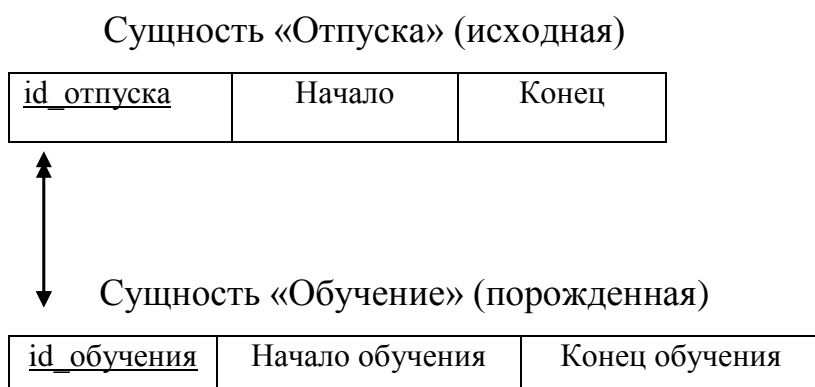 Сущность «Отпуска» (исходная)
id_отпуска Начало Конец
Сущность «Обучение» (порожденная)
id_обучения Начало обучения Конец обучения